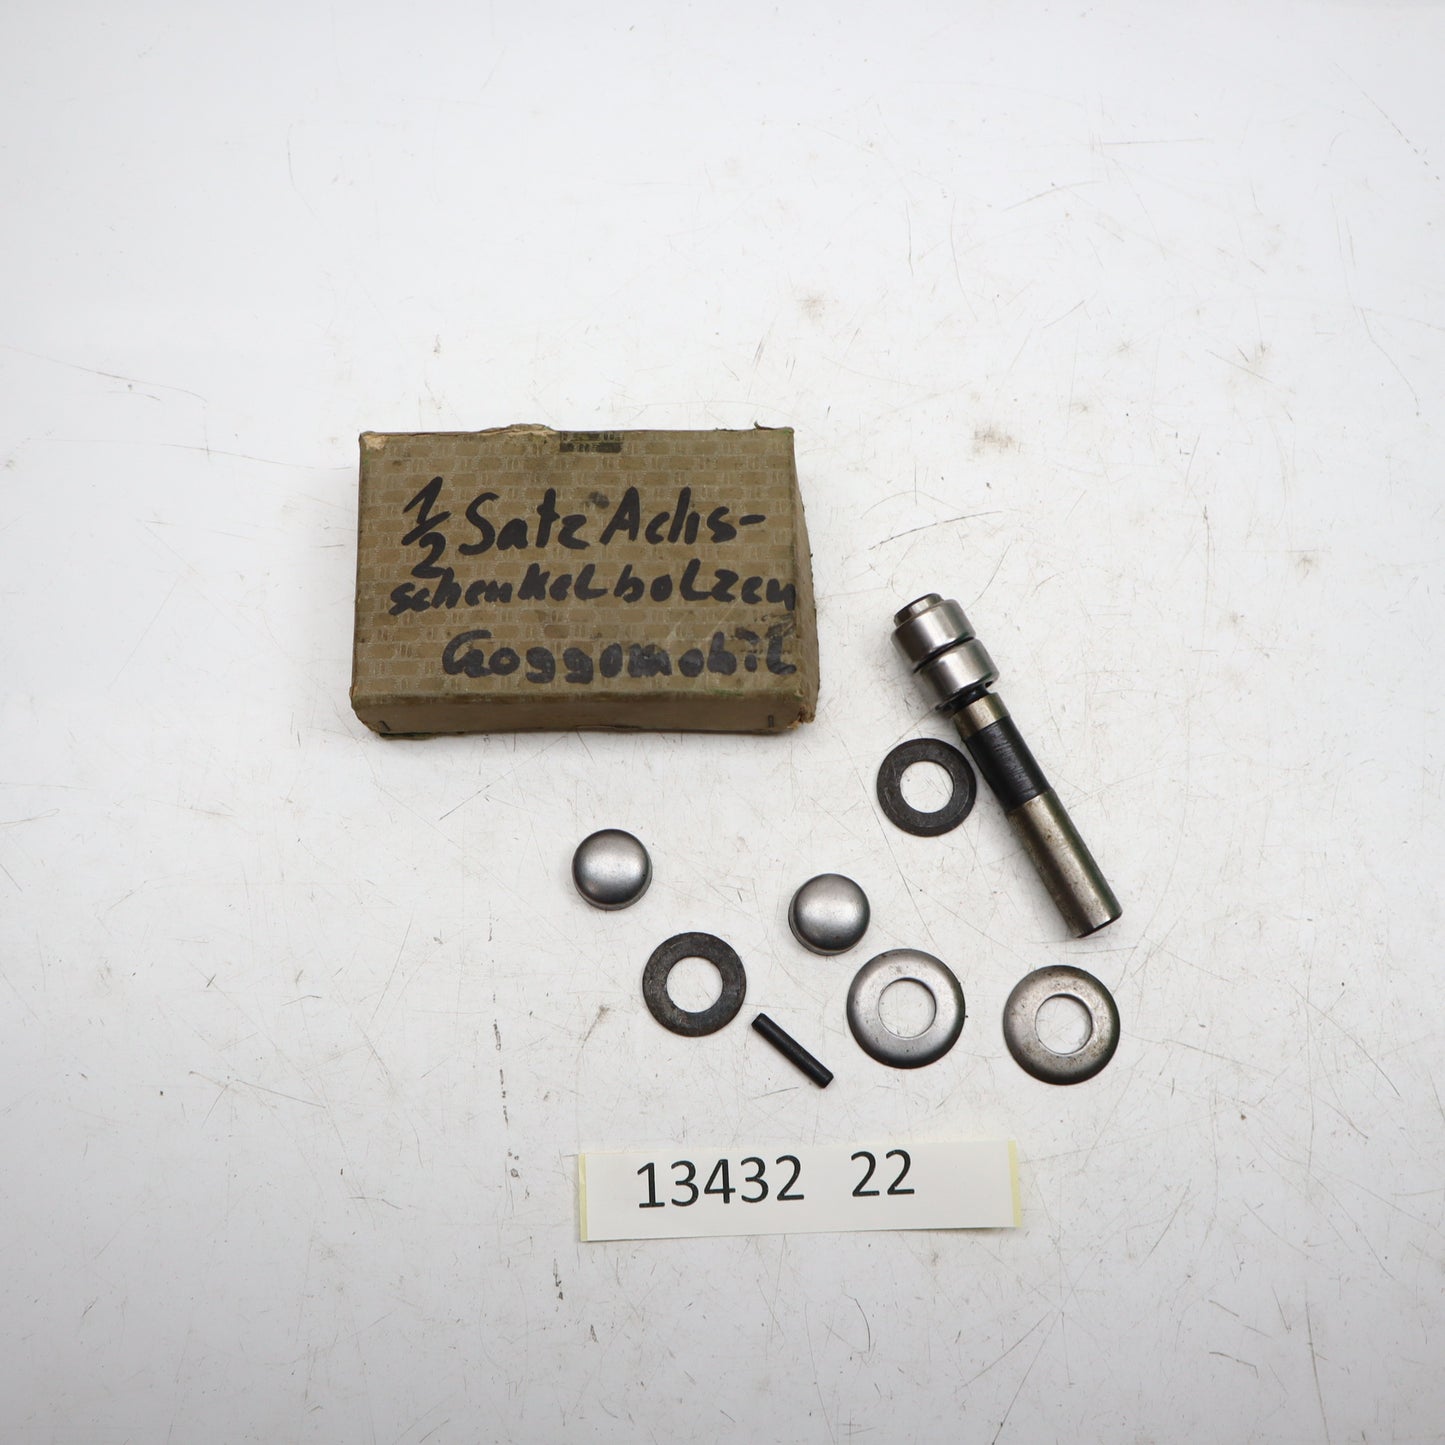 1/2 Satz Achs-
schenkelbolzen
Goggomobil
13432 22